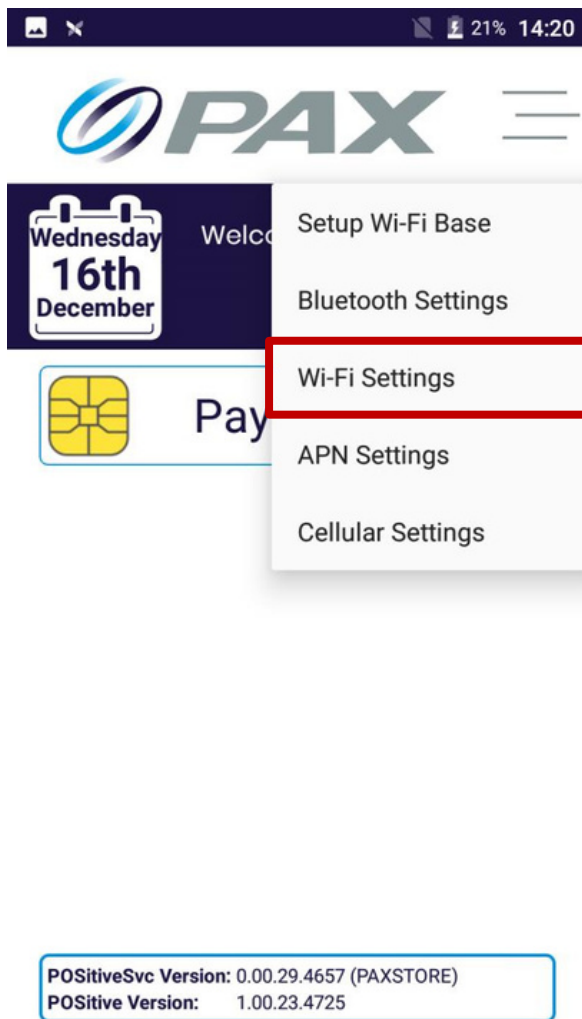 21% 14:20
PAX
Wednesday
16th
December
Welco
Setup Wi-Fi Base
Bluetooth Settings
Wi-Fi Settings
APN Settings
Cellular Settings
Pay
POSitiveSvc Version: 0.00.29.4657 (PAXSTORE)
POSitive Version: 1.00.23.4725